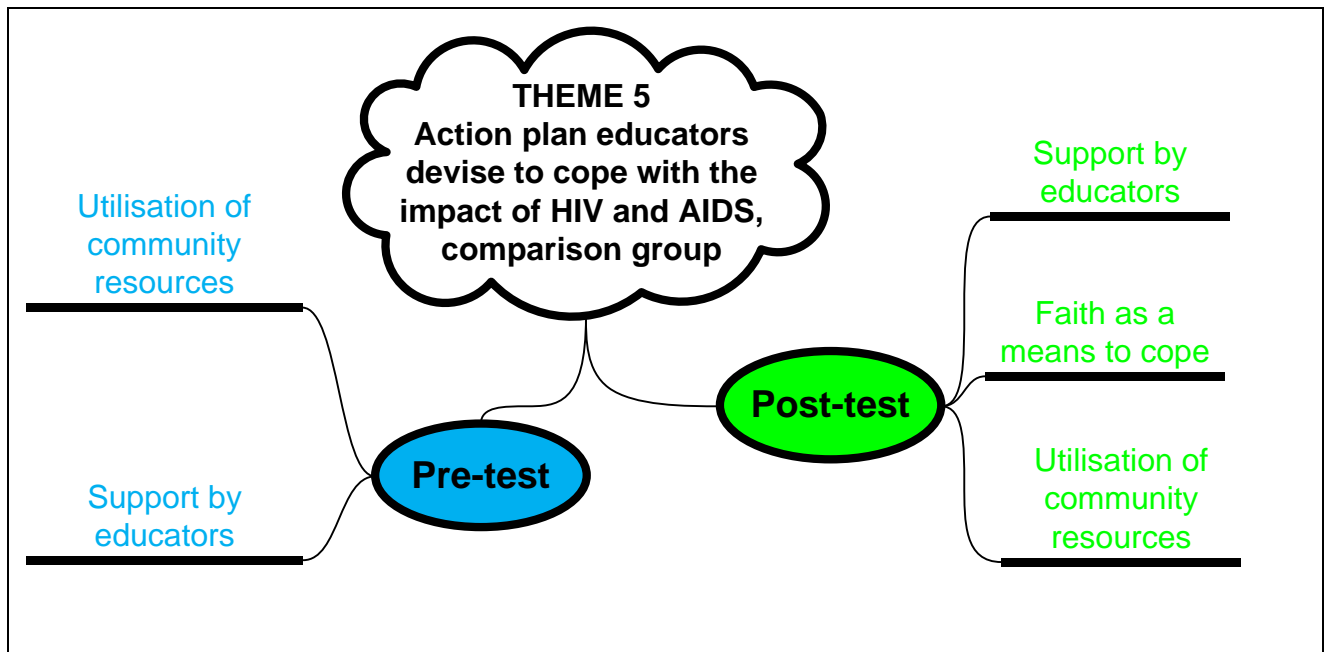 THEME 5
Action plan educators
devise to cope with the
impact of HIV and AIDS,
comparison group
Utilisation of
community
resources
Support by
educators
Pre-test
Post-test
Support by
educators
Faith as a
means to cope
Utilisation of
community
resources